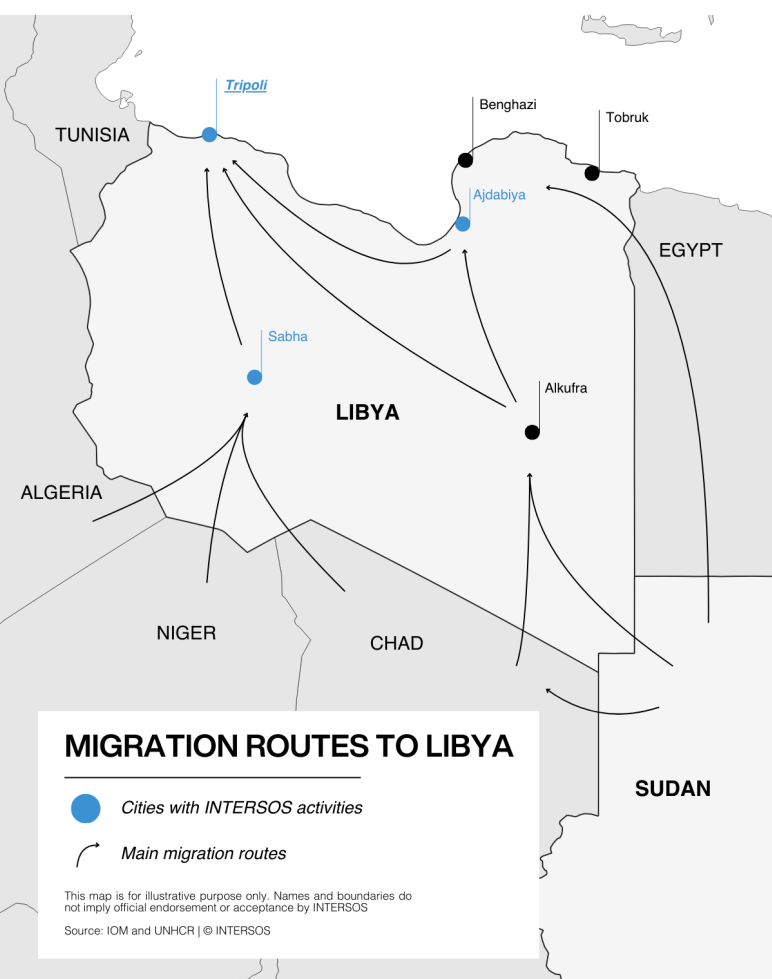 Tripoli
Benghazi
Tobruk
TUNISIA
Ajdabiya
EGYPT
Sabha
Alkufra
LIBYA
ALGERIA
NIGER
CHAD
MIGRATION ROUTES TO LIBYA
SUDAN
Cities with INTERSOS activities
Main migration routes
This map is for illustrative purpose only. Names and boundaries do
not imply official endorsement or acceptance by INTERSOS
Source: IOM and UNHCR | © INTERSOS